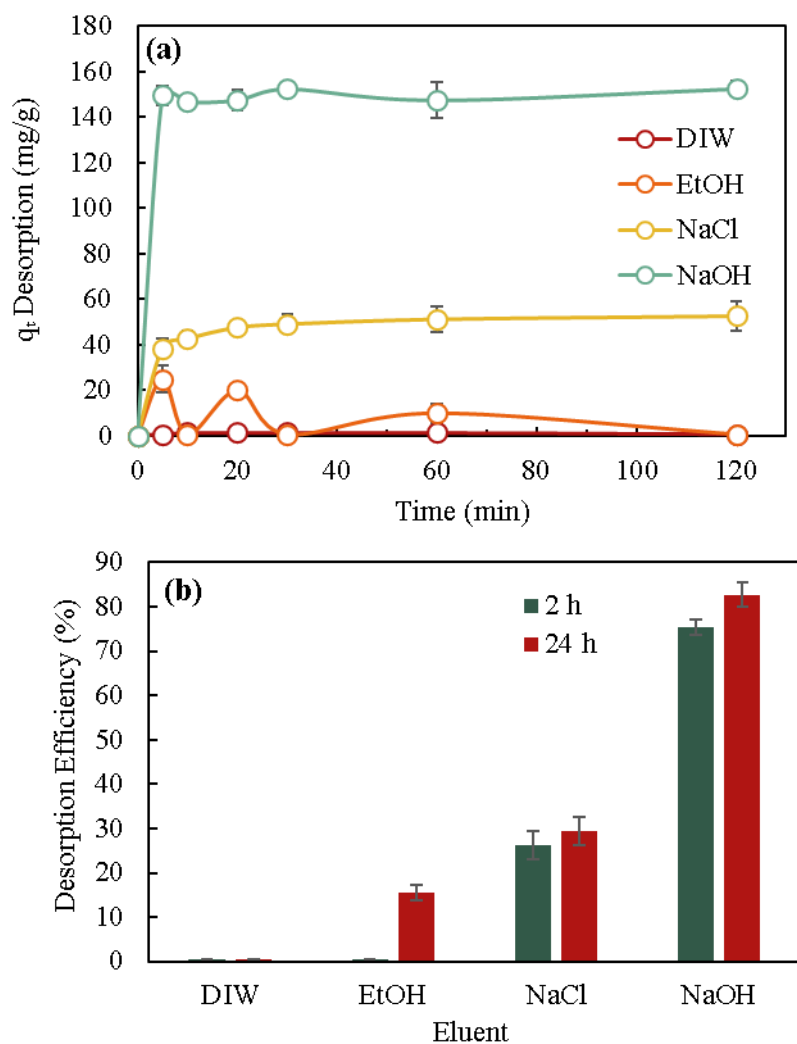 (a)
qₜ Desorption (mg/g)
180
160
140
120
100
80
60
40
20
0
DIW
EtOH
NaCl
NaOH
0 20 40 60 80 100 120
Time (min)
(b)
Desorption Efficiency (%)
90
80
70
60
50
40
30
20
10
0
2 h
24 h
DIW EtOH NaCl NaOH
Eluent